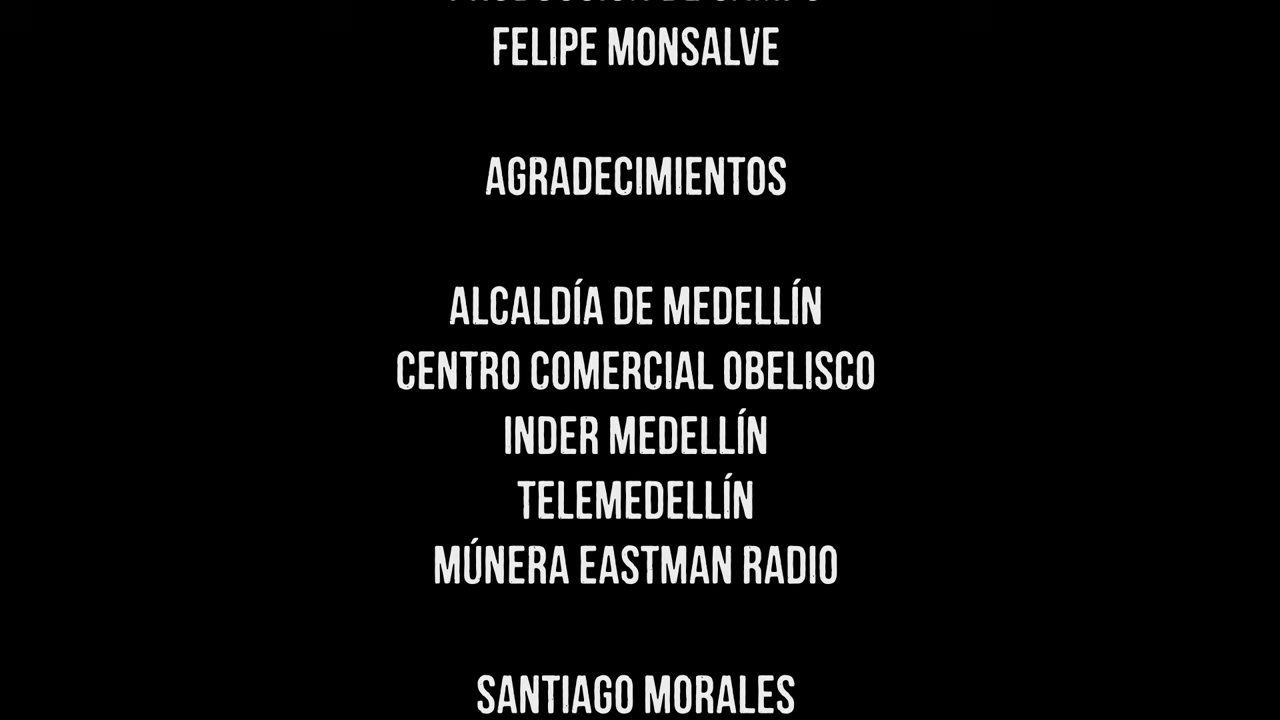 FELIPE MONSALVE
AGRADECIMIENTOS
ALCALDÍA DE MEDELLÍN
CENTRO COMERCIAL OBELISCO
INDER MEDELLÍN
TELEMEDELLÍN
MÚNERA EASTMAN RADIO
SANTIAGO MORALES